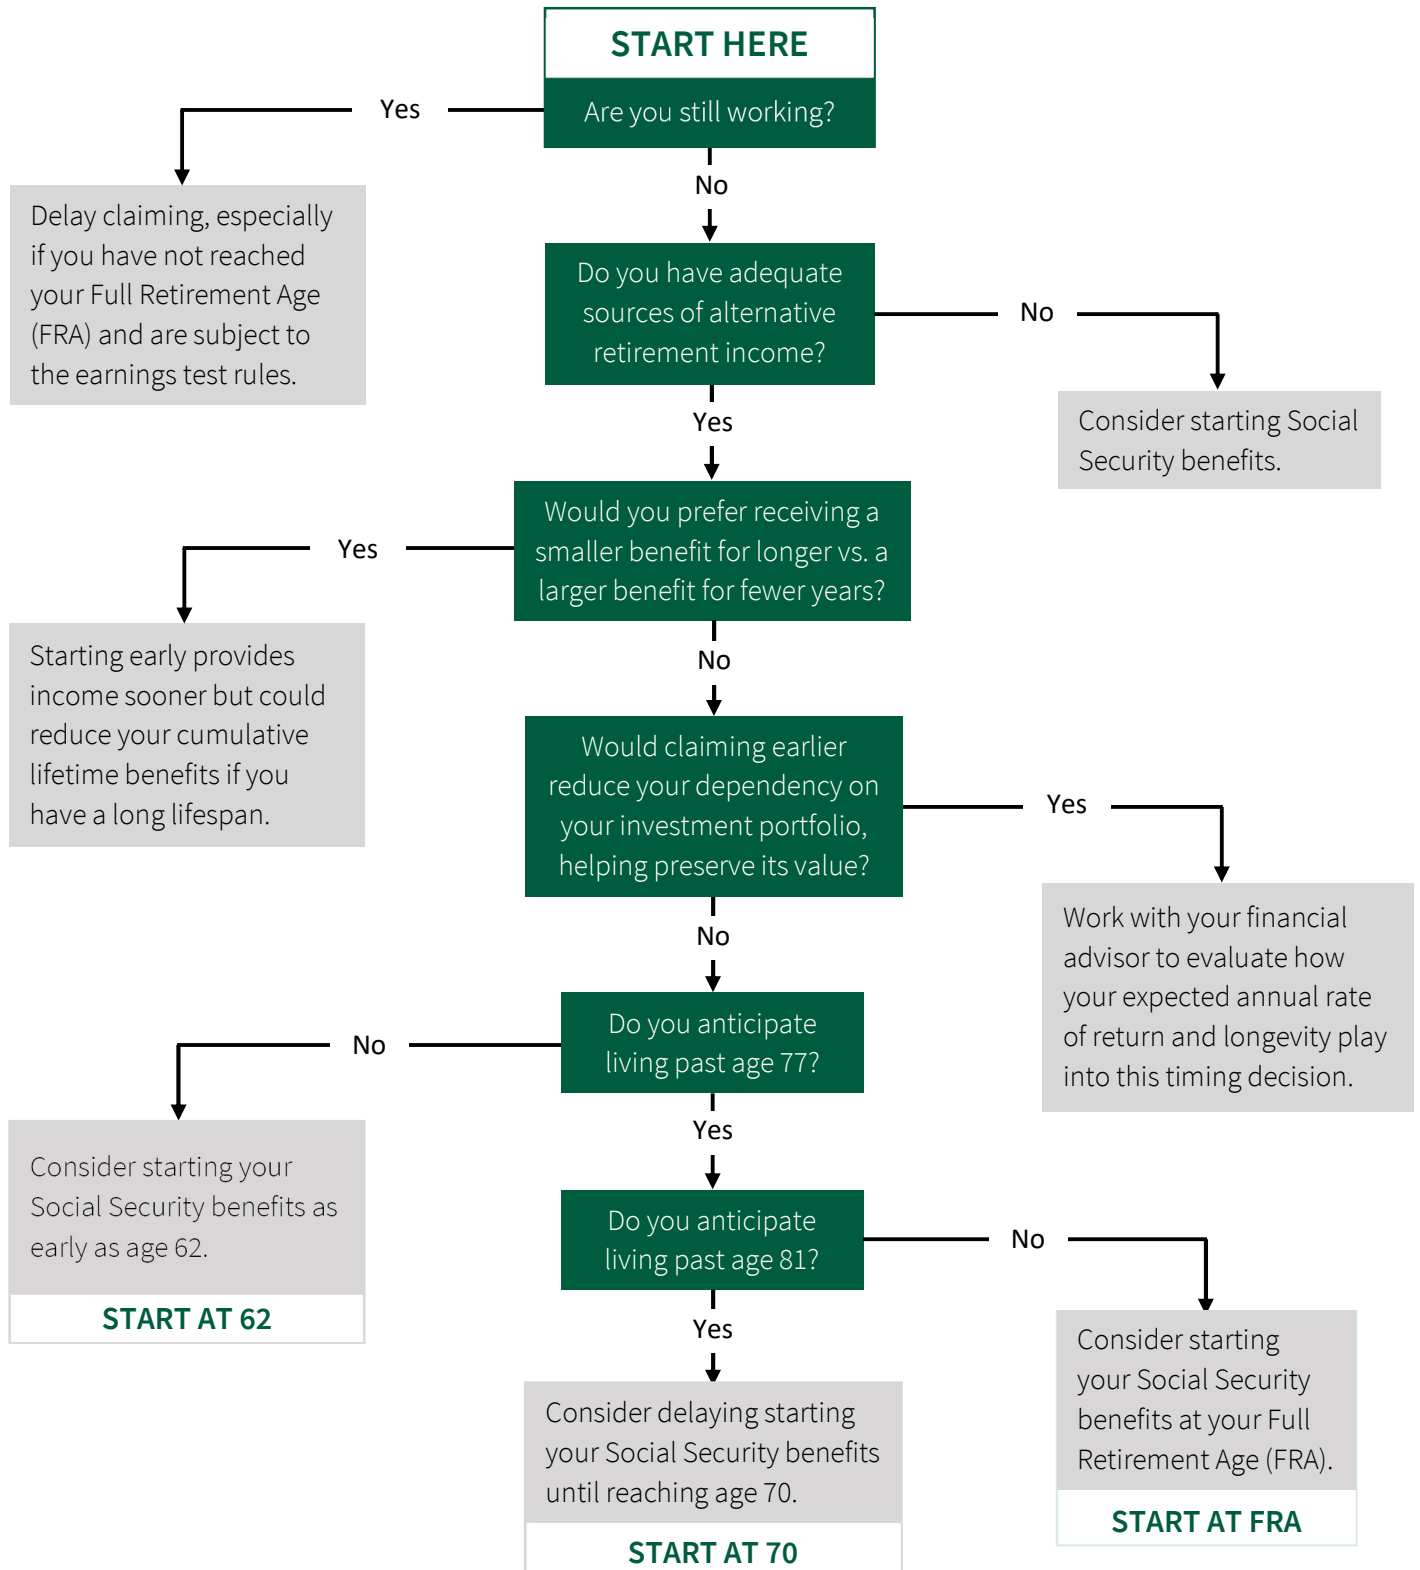 START HERE
Are you still working?
Yes
No
Delay claiming, especially
if you have not reached
your Full Retirement Age
(FRA) and are subject to
the earnings test rules.
Do you have adequate
sources of alternative
retirement income?
No
Yes
Consider starting Social
Security benefits.
Would you prefer receiving a
smaller benefit for longer vs. a
larger benefit for fewer years?
Yes
No
Starting early provides
income sooner but could
reduce your cumulative
lifetime benefits if you
have a long lifespan.
Would claiming earlier
reduce your dependency on
your investment portfolio,
helping preserve its value?
Yes
No
Work with your financial
advisor to evaluate how
your expected annual rate
of return and longevity play
into this timing decision.
Do you anticipate
living past age 77?
No
Yes
Consider starting your
Social Security benefits as
early as age 62.
START AT 62
Do you anticipate
living past age 81?
No
Yes
Consider starting
your Social Security
benefits at your Full
Retirement Age (FRA).
START AT FRA
Consider delaying starting
your Social Security benefits
until reaching age 70.
START AT 70